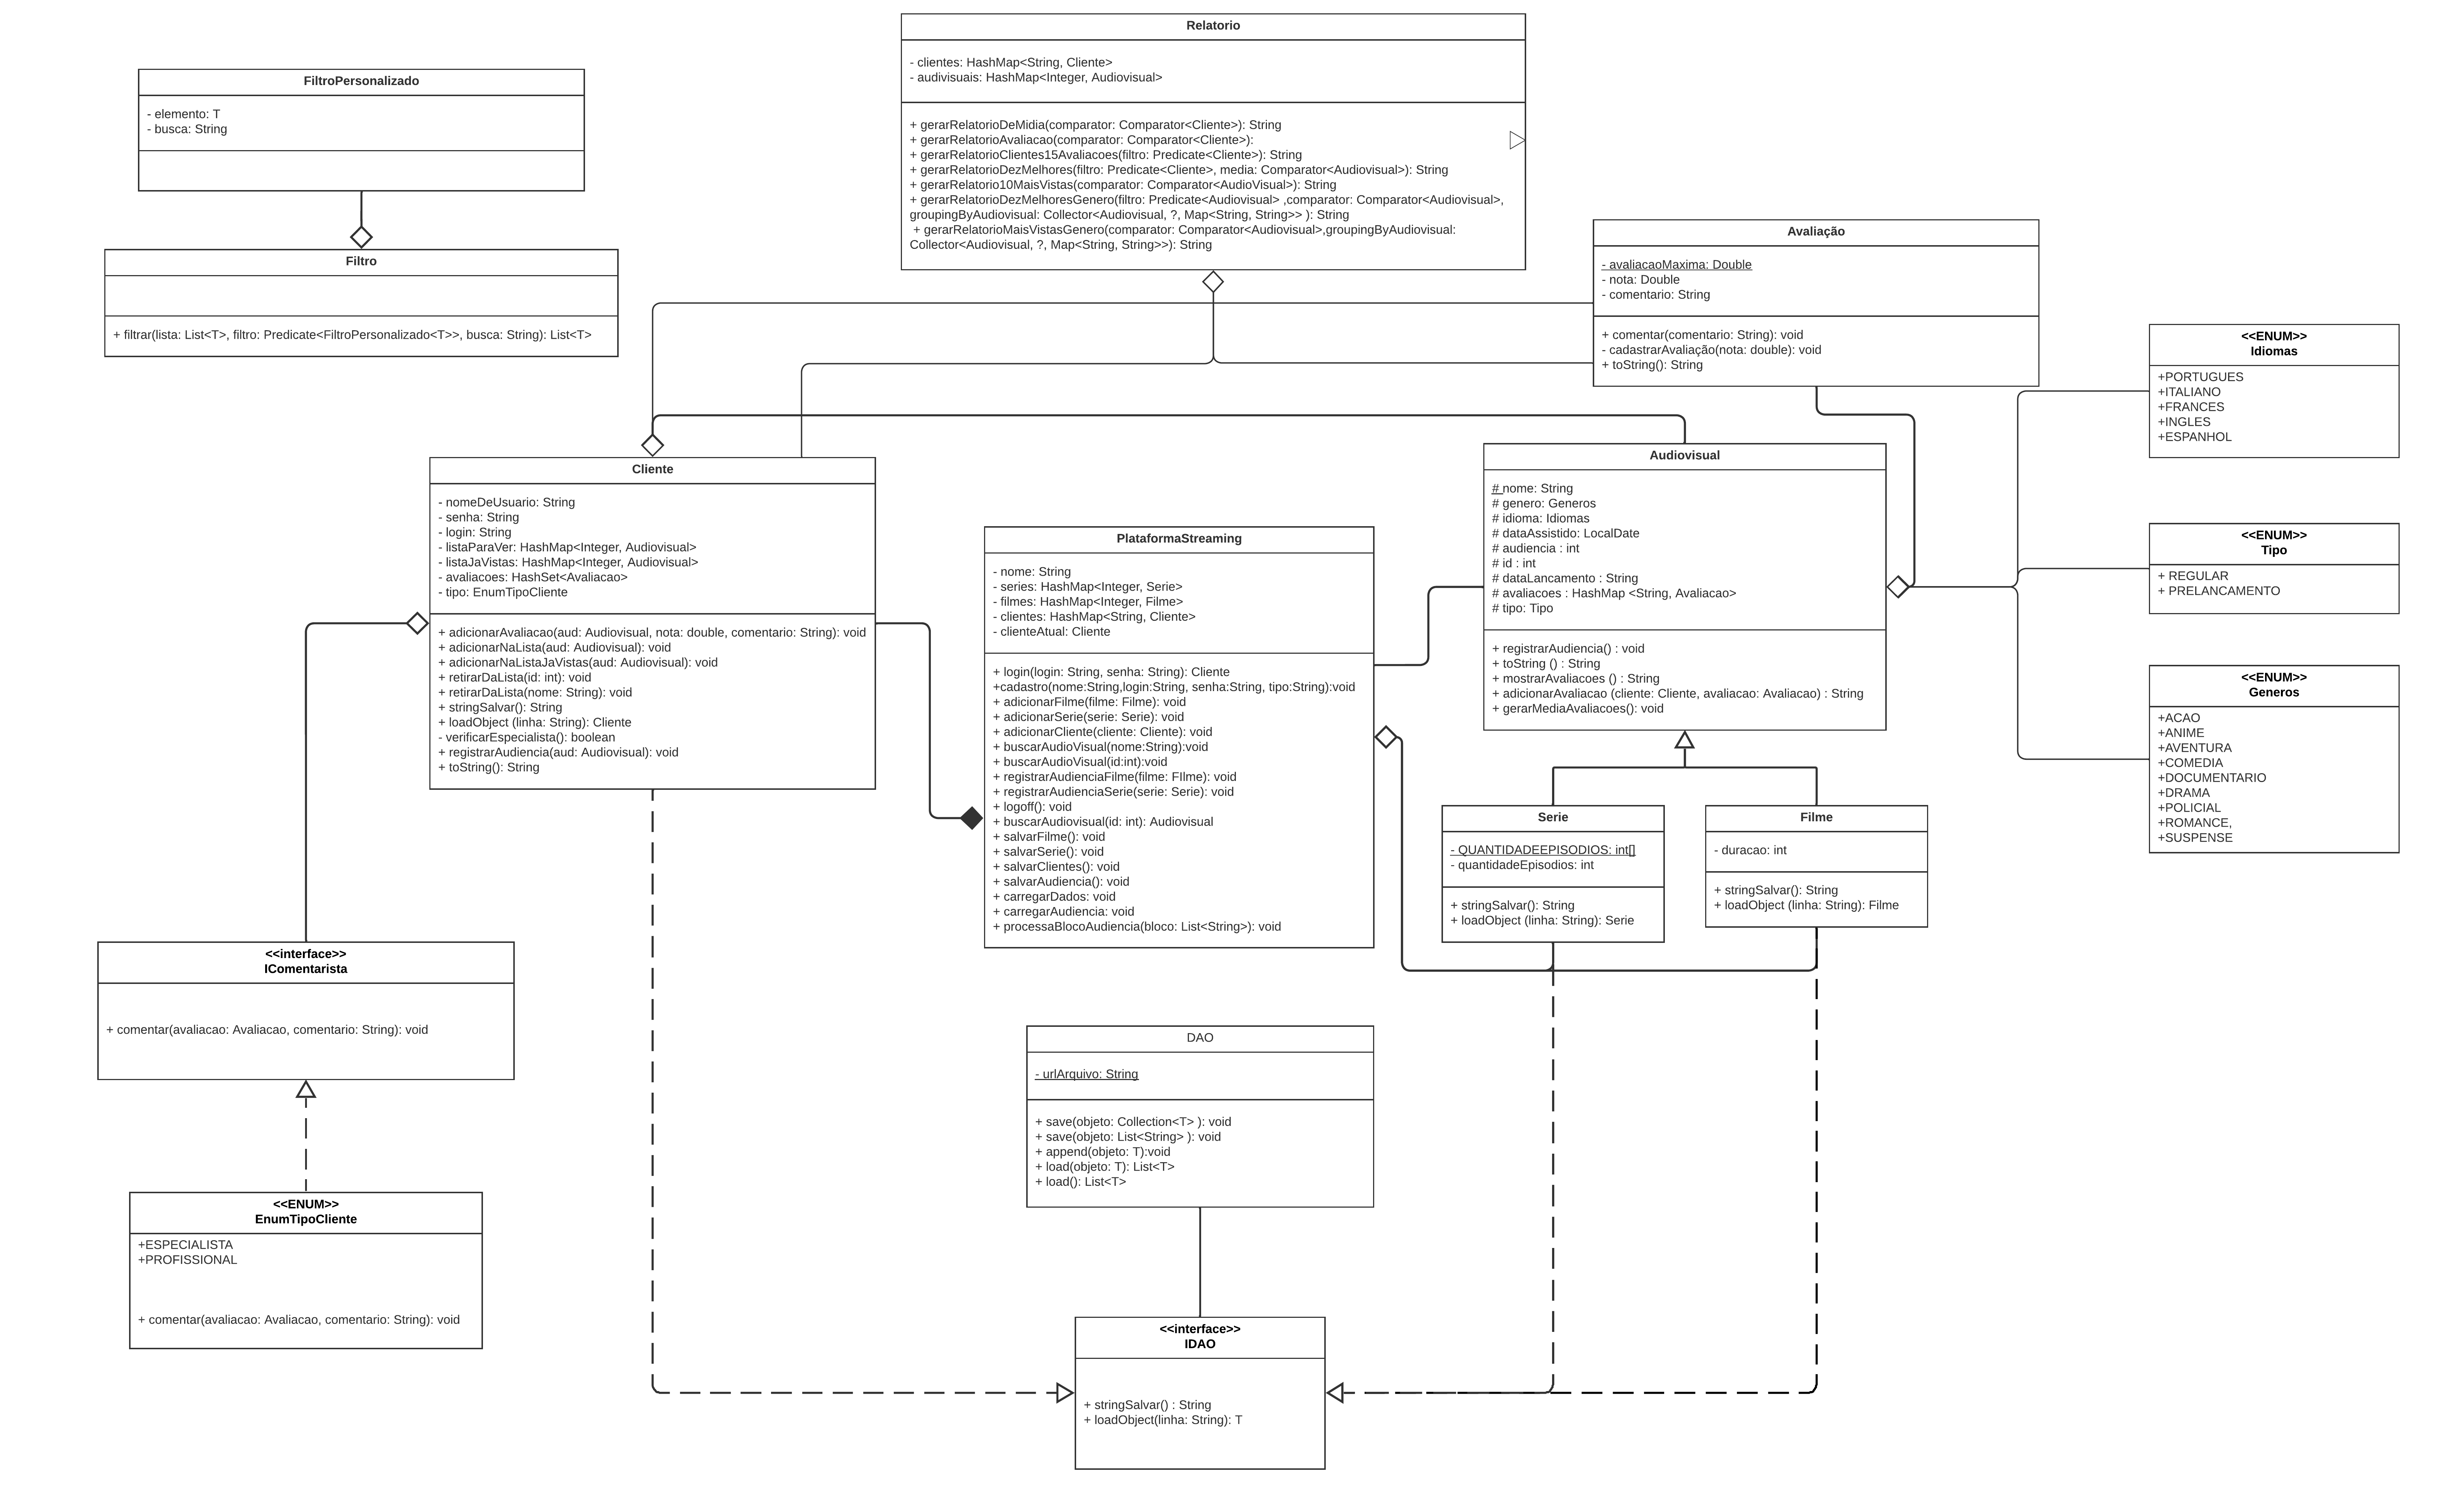 Relatorio
- clientes: HashMap<String, Cliente>
- audivisuais: HashMap<Integer, Audiovisual>
+ gerarRelatorioDeMidia(comparator: Comparator<Cliente>): String
+ gerarRelatorioAvaliacao(comparator: Comparator<Cliente>):
+ gerarRelatorioClientes15Avaliacoes(filtro: Predicate<Cliente>): String
+ gerarRelatorioDezMelhores(filtro: Predicate<Cliente>, media: Comparator<Audiovisual>): String
+ gerarRelatorio10MaisVistas(comparator: Comparator<AudioVisual>): String
+ gerarRelatorioDezMelhoresGenero(filtro: Predicate<Audiovisual> ,comparator: Comparator<Audiovisual>,
groupingByAudiovisual: Collector<Audiovisual, ?, Map<String, String>> ): String
+ gerarRelatorioMaisVistasGenero(comparator: Comparator<Audiovisual>,groupingByAudiovisual:
Collector<Audiovisual, ?, Map<String, String>>): String
FiltroPersonalizado
- elemento: T
- busca: String
Filtro
+ filtrar(lista: List<T>, filtro: Predicate<FiltroPersonalizado<T>>, busca: String): List<T>
Avaliação
- avaliacaoMaxima: Double
- nota: Double
- comentario: String
+ comentar(comentario: String): void
- cadastrarAvaliação(nota: double): void
+ toString(): String
<<ENUM>>
Idiomas
+PORTUGUES
+ITALIANO
+FRANCES
+INGLES
+ESPANHOL
Cliente
- nomeDeUsuario: String
- senha: String
- login: String
- listaParaVer: HashMap<Integer, Audiovisual>
- listaJaVistas: HashMap<Integer, Audiovisual>
- avaliacoes: HashSet<Avaliacao>
- tipo: EnumTipoCliente
+ adicionarAvaliacao(aud: Audiovisual, nota: double, comentario: String): void
+ adicionarNaLista(aud: Audiovisual): void
+ adicionarNaListaJaVistas(aud: Audiovisual): void
+ retirarDaLista(id: int): void
+ retirarDaLista(nome: String): void
+ stringSalvar(): String
+ loadObject (linha: String): Cliente
- verificarEspecialista(): boolean
+ registrarAudiencia(aud: Audiovisual): void
+ toString(): String
PlataformaStreaming
- nome: String
- series: HashMap<Integer, Serie>
- filmes: HashMap<Integer, Filme>
- clientes: HashMap<String, Cliente>
- clienteAtual: Cliente
+ login(login: String, senha: String): Cliente
+cadastro(nome:String,login:String, senha:String, tipo:String):void
+ adicionarFilme(filme: Filme): void
+ adicionarSerie(serie: Serie): void
+ adicionarCliente(cliente: Cliente): void
+ buscarAudioVisual(nome:String):void
+ buscarAudioVisual(id:int):void
+ registrarAudienciaFilme(filme: FIlme): void
+ registrarAudienciaSerie(serie: Serie): void
+ logoff(): void
+ buscarAudiovisual(id: int): Audiovisual
+ salvarFilme(): void
+ salvarSerie(): void
+ salvarClientes(): void
+ salvarAudiencia(): void
+ carregarDados: void
+ carregarAudiencia: void
+ processaBlocoAudiencia(bloco: List<String>): void
Audiovisual
# nome: String
# genero: Generos
# idioma: Idiomas
# dataAssistido: LocalDate
# audiencia : int
# id : int
# dataLancamento : String
# avaliacoes : HashMap <String, Avaliacao>
# tipo: Tipo
+ registrarAudiencia() : void
+ toString () : String
+ mostrarAvaliacoes () : String
+ adicionarAvaliacao (cliente: Cliente, avaliacao: Avaliacao) : String
+ gerarMediaAvaliacoes(): void
<<ENUM>>
Tipo
+ REGULAR
+ PRELANCAMENTO
<<ENUM>>
Generos
+ACAO
+ANIME
+AVENTURA
+COMEDIA
+DOCUMENTARIO
+DRAMA
+POLICIAL
+ROMANCE,
+SUSPENSE
Serie
- QUANTIDADEEPISODIOS: int[]
- quantidadeEpisodios: int
+ stringSalvar(): String
+ loadObject (linha: String): Serie
Filme
- duracao: int
+ stringSalvar(): String
+ loadObject (linha: String): Filme
<<interface>>
IComentarista
+ comentar(avaliacao: Avaliacao, comentario: String): void
DAO
- urlArquivo: String
+ save(objeto: Collection<T> ): void
+ save(objeto: List<String> ): void
+ append(objeto: T):void
+ load(objeto: T): List<T>
+ load(): List<T>
<<ENUM>>
EnumTipoCliente
+ESPECIALISTA
+PROFISSIONAL
+ comentar(avaliacao: Avaliacao, comentario: String): void
<<interface>>
IDAO
+ stringSalvar() : String
+ loadObject(linha: String): T